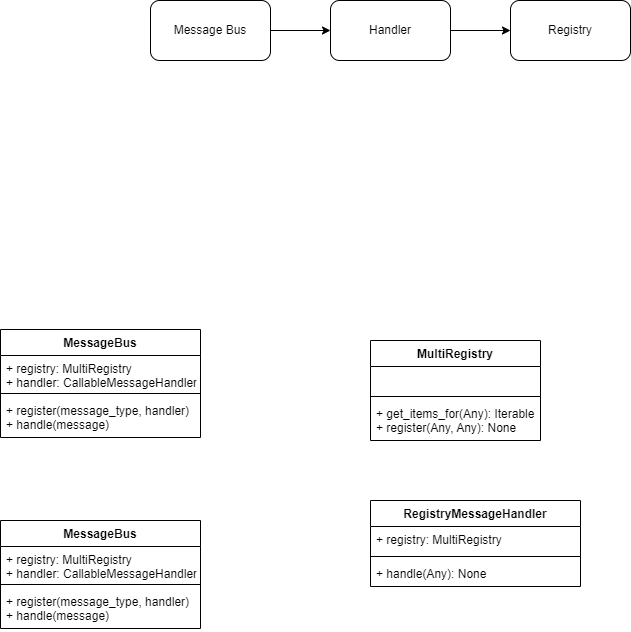 Message Bus
Handler
Registry
MessageBus
+ registry: MultiRegistry
+ handler: CallableMessageHandler
+ register(message_type, handler)
+ handle(message)
MultiRegistry
+ get_items_for(Any): Iterable
+ register(Any, Any): None
MessageBus
+ registry: MultiRegistry
+ handler: CallableMessageHandler
+ register(message_type, handler)
+ handle(message)
RegistryMessageHandler
+ registry: MultiRegistry
+ handle(Any): None